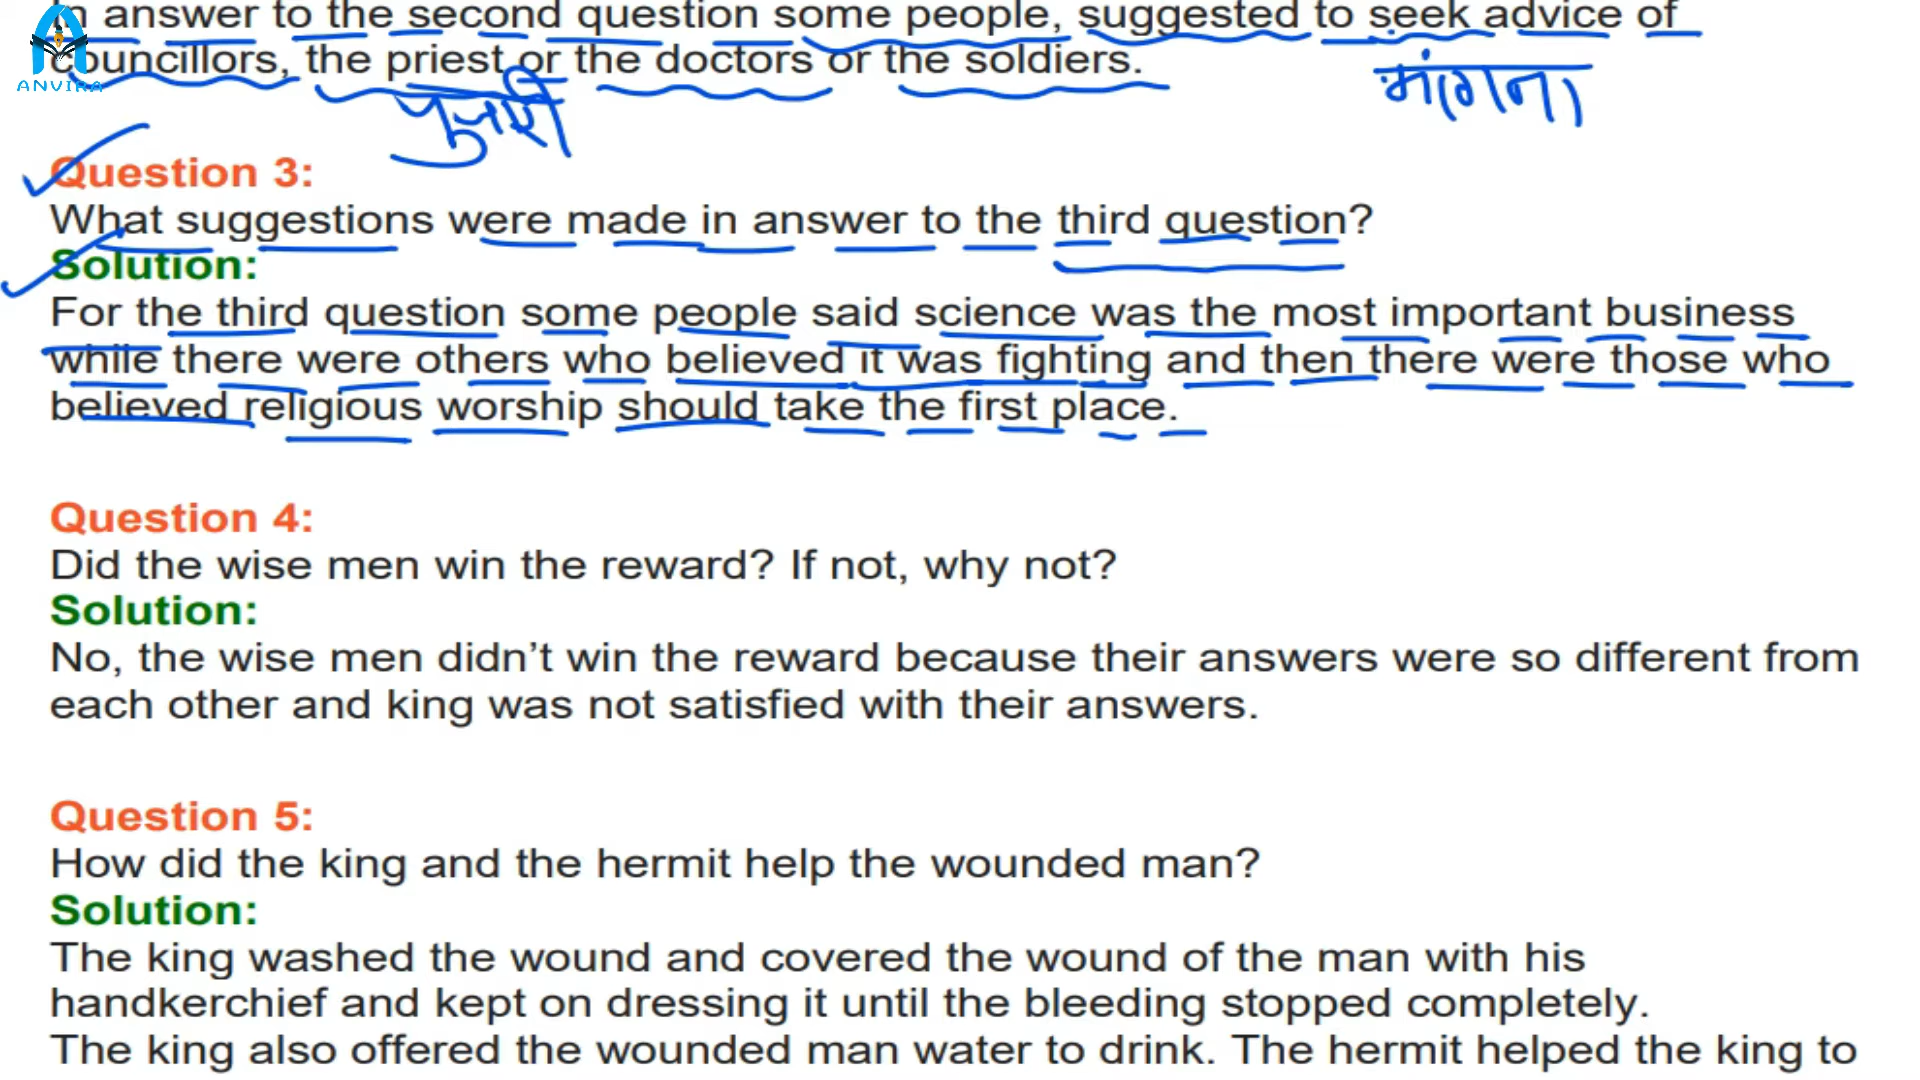 In answer to the second question some people, suggested to seek advice of
councillors, the priest or the doctors or the soldiers.
ANVIRA
पुजारी
मांगना
Question 3:
What suggestions were made in answer to the third question?
Solution:
For the third question some people said science was the most important business
while there were others who believed it was fighting and then there were those who
believed religious worship should take the first place.
Question 4:
Did the wise men win the reward? If not, why not?
Solution:
No, the wise men didn’t win the reward because their answers were so different from
each other and king was not satisfied with their answers.
Question 5:
How did the king and the hermit help the wounded man?
Solution:
The king washed the wound and covered the wound of the man with his
handkerchief and kept on dressing it until the bleeding stopped completely.
The king also offered the wounded man water to drink. The hermit helped the king to